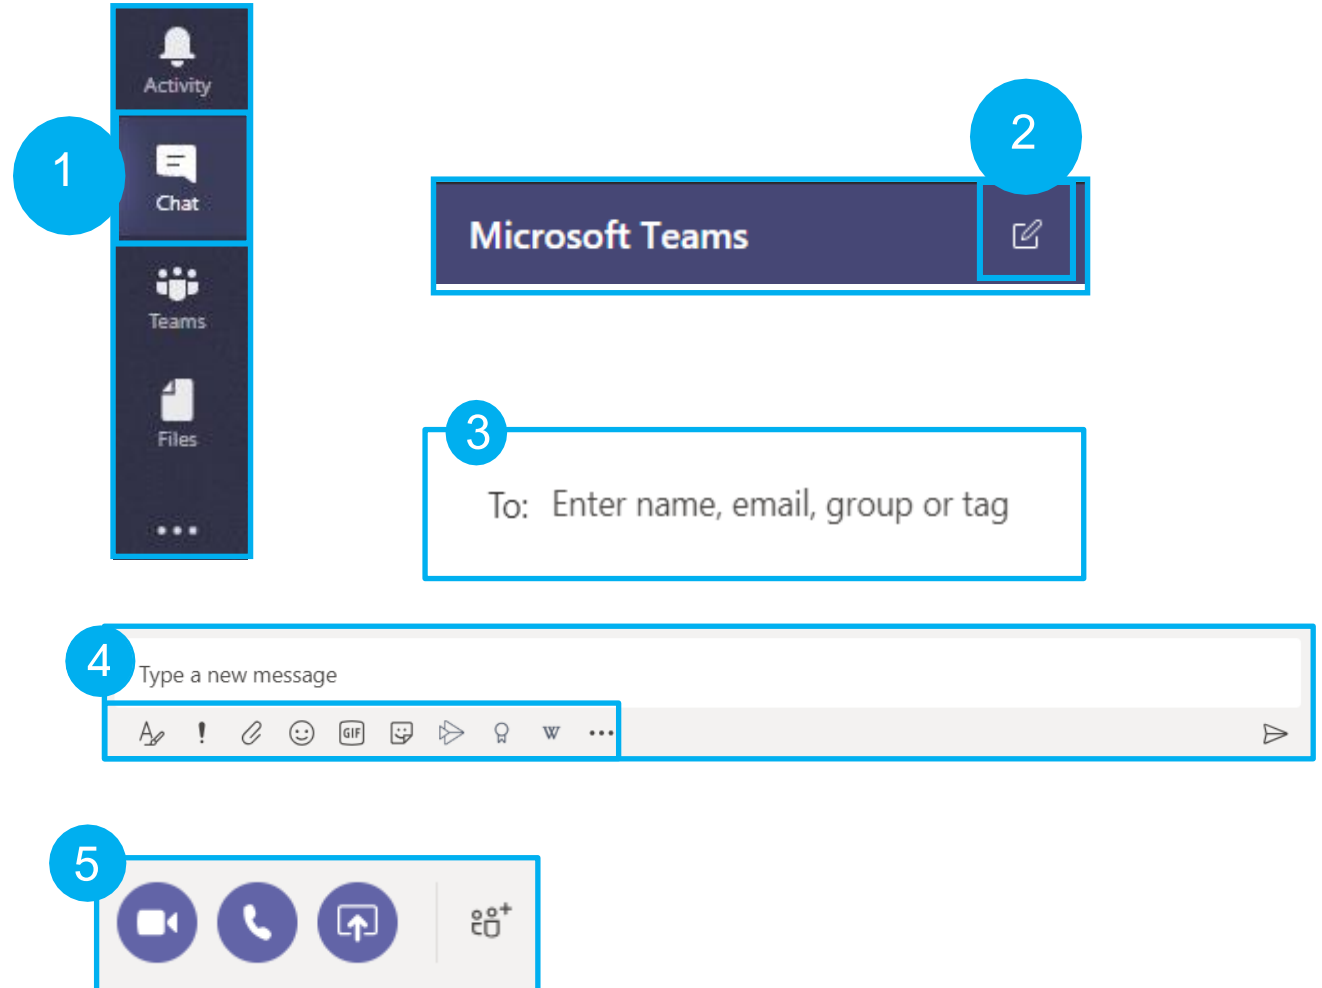 Activity
1
Chat
Teams
Files
2
Microsoft Teams
3
To: Enter name, email, group or tag
4
Type a new message
GIF
W
5